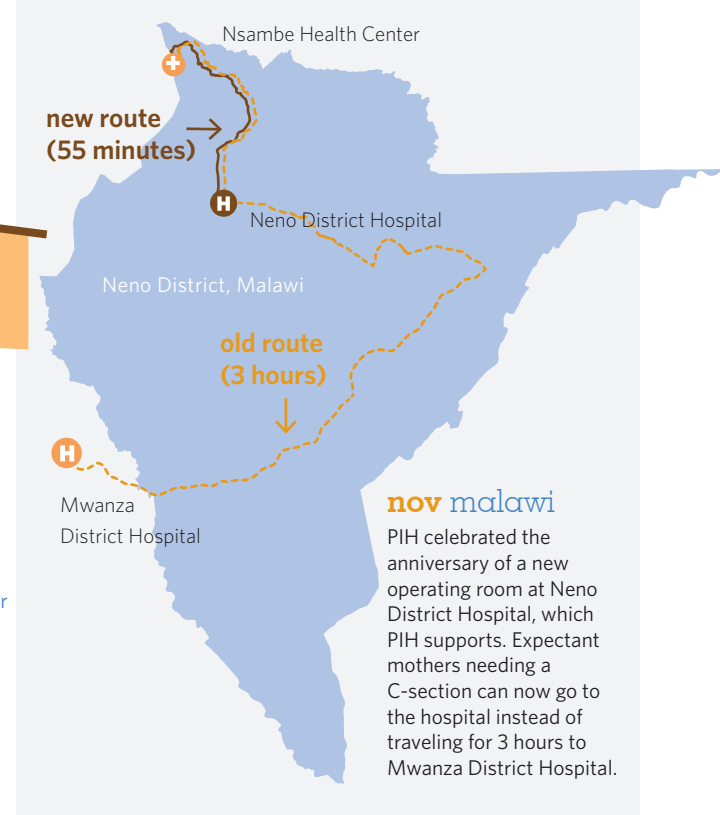 Nsambe Health Center
new route
(55 minutes)
H
Neno District Hospital
Neno District, Malawi
old route
(3 hours)
H
Mwanza
District Hospital
r
nov malawi
PIH celebrated the
anniversary of a new
operating room at Neno
District Hospital, which
PIH supports. Expectant
mothers needing a
C-section can now go to
the hospital instead of
traveling for 3 hours to
Mwanza District Hospital.